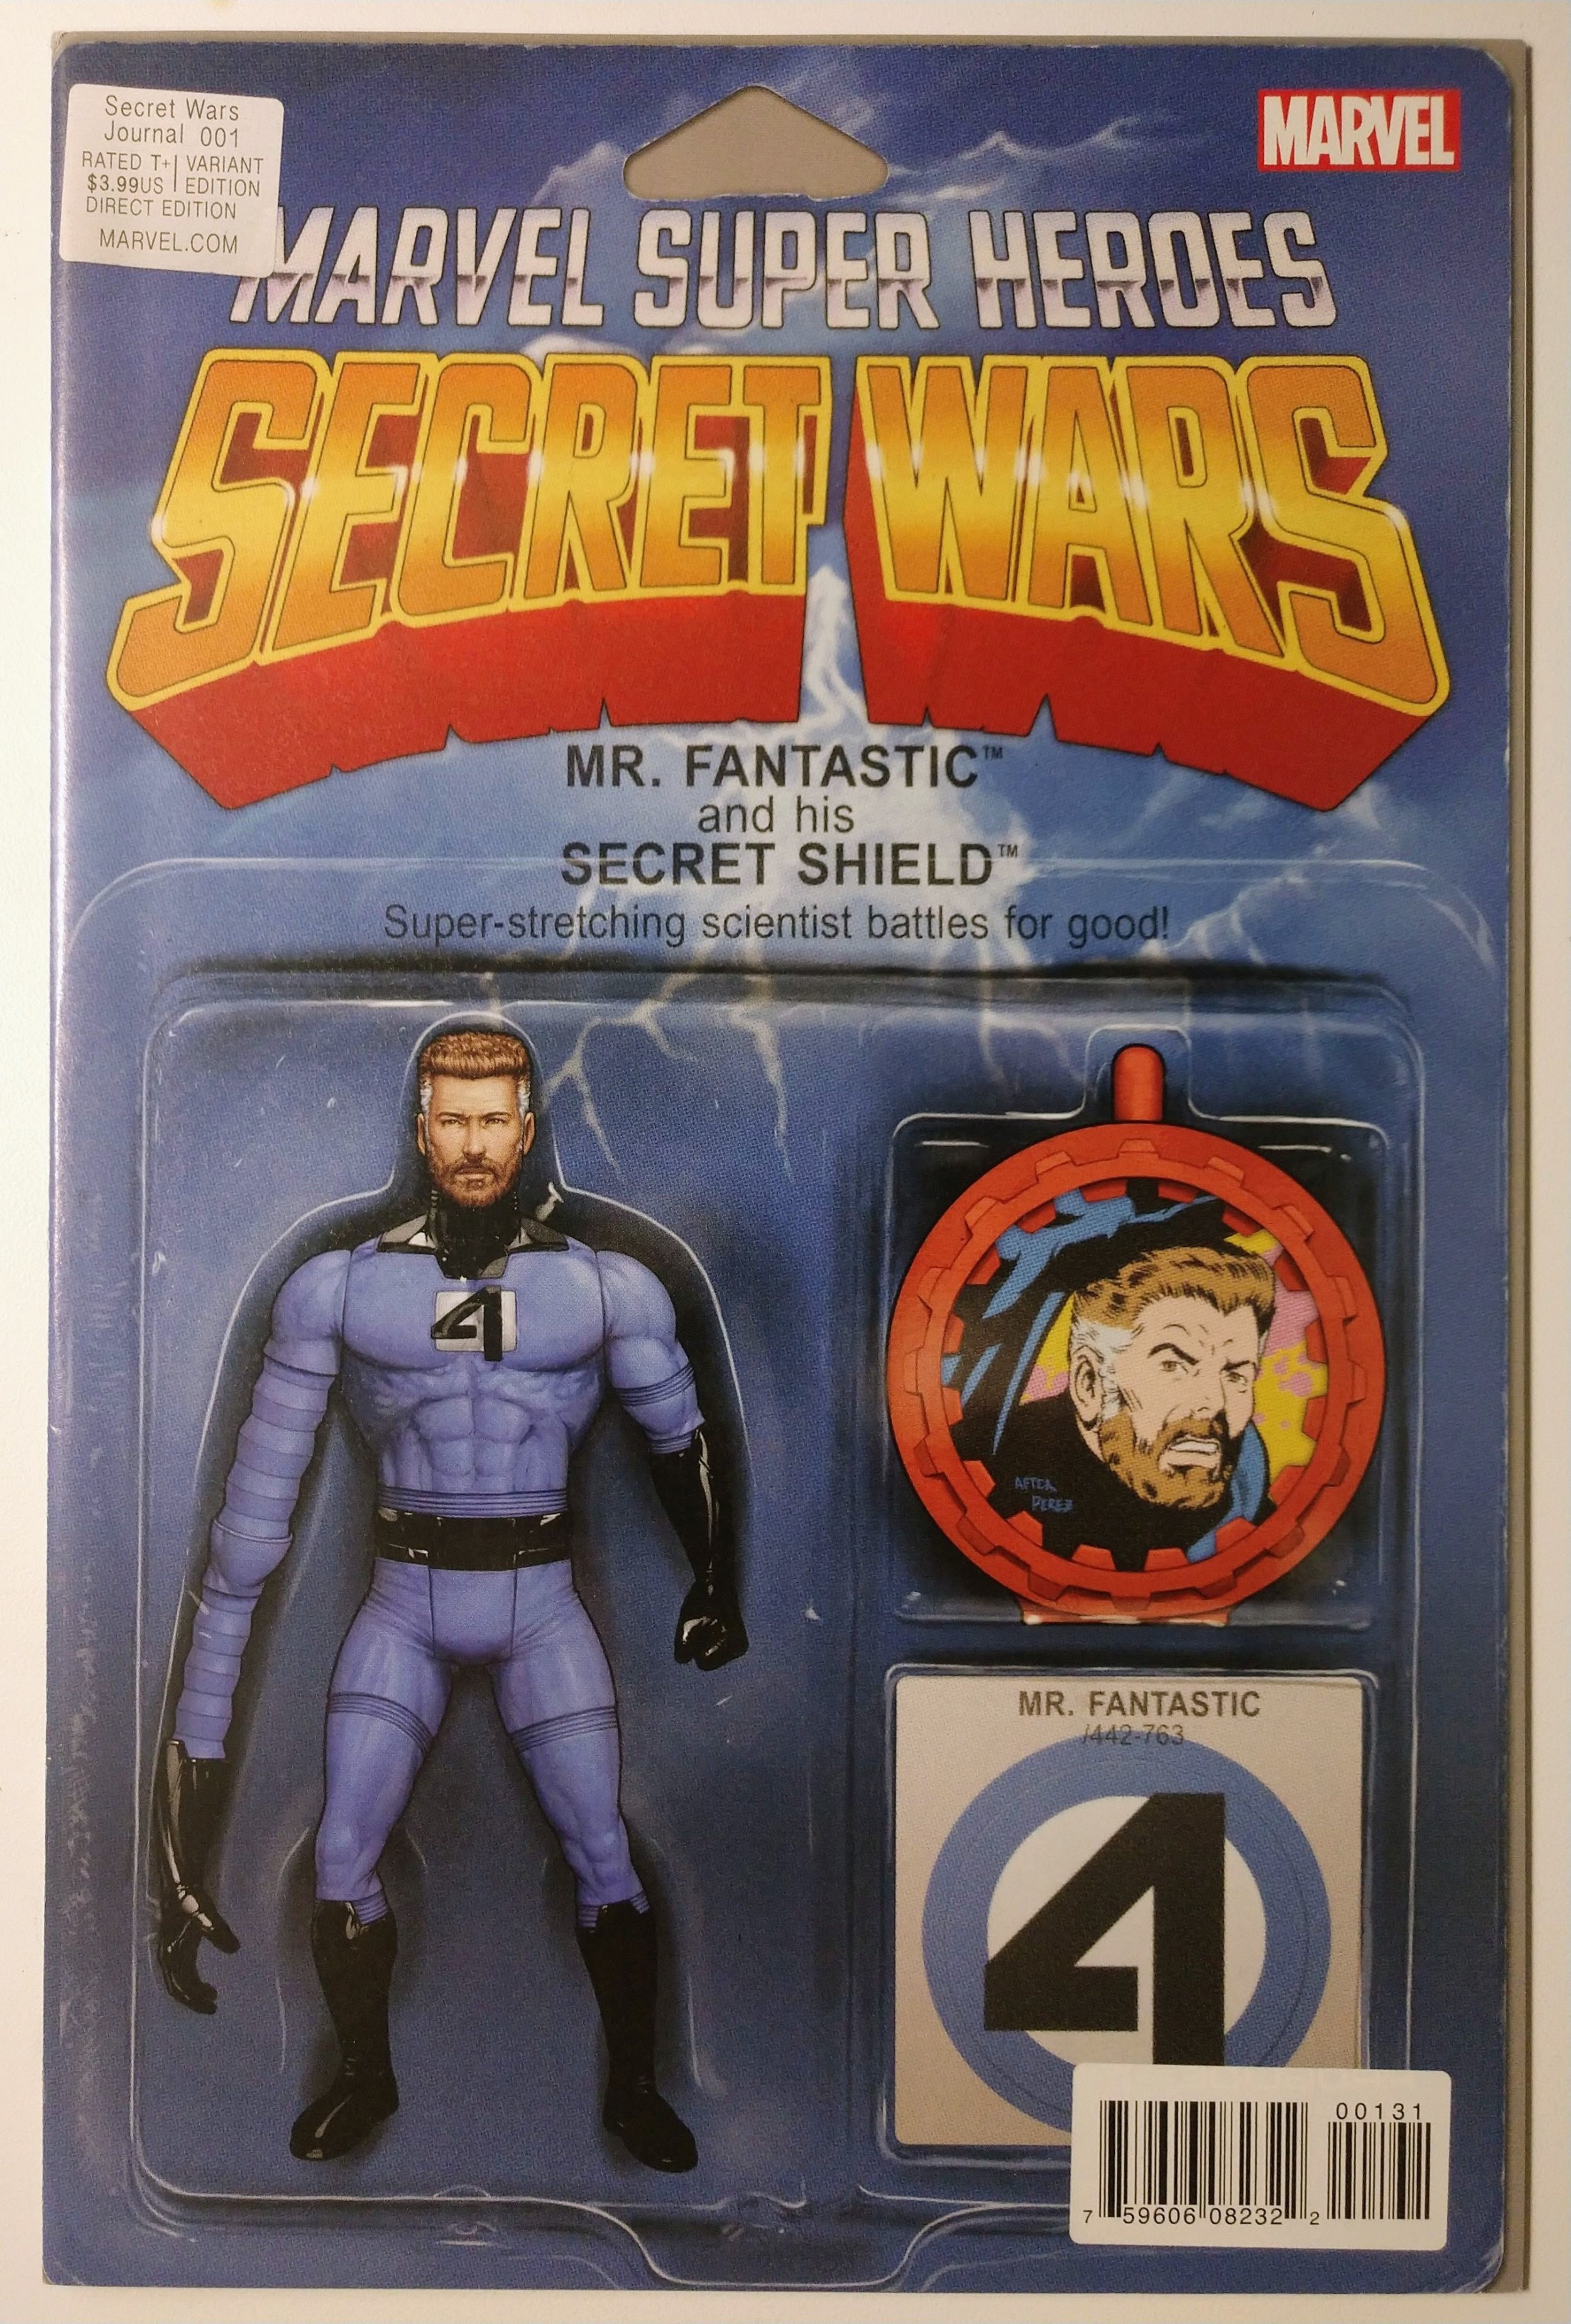 Secret Wars
Journal 001
RATED T+ VARIANT
$3.99US EDITION
DIRECT EDITION
MARVEL.COM
MARVEL
MARVEL SUPER HEROES
SECRET WARS
MR. FANTASTIC™
and his
SECRET SHIELD™
Super-stretching scientist battles for good!
4
AFTER
PEREZ
MR. FANTASTIC
/442-763
4
00131
7 59606 08232 2